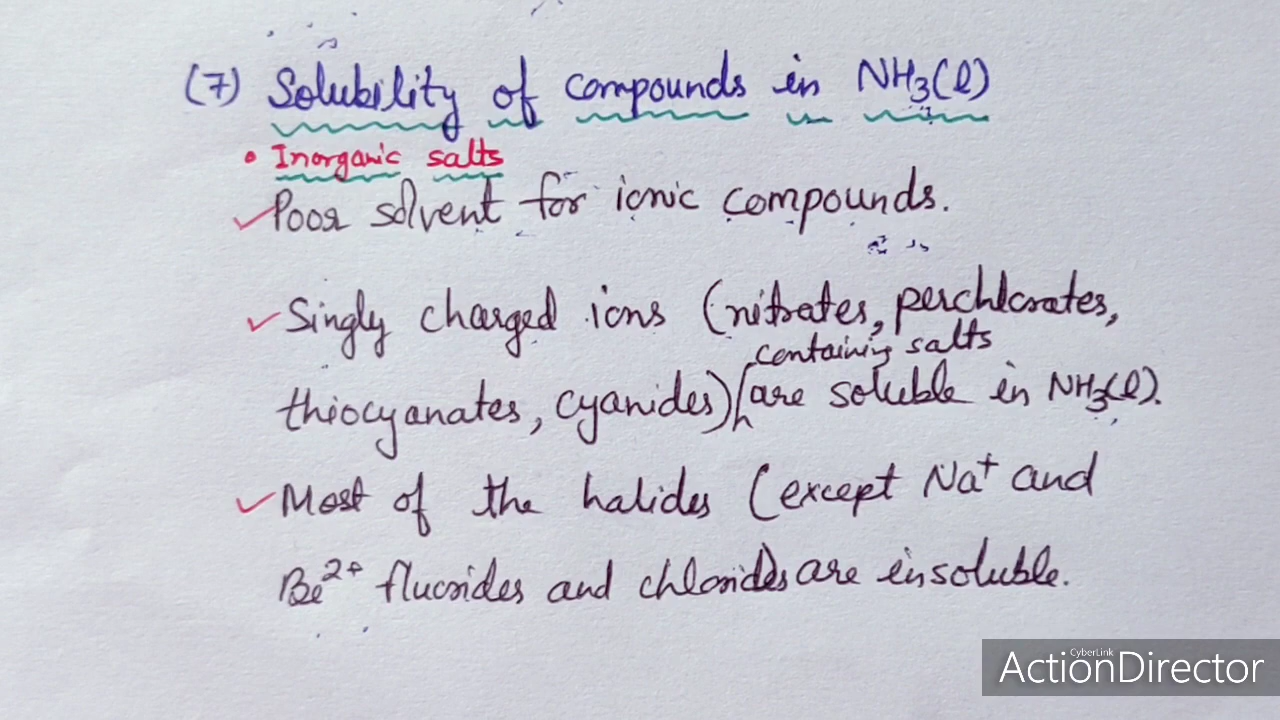 (7) Solubility of compounds in NH3(l)
• Inorganic salts
✓Poor solvent for ionic compounds.
✓Singly charged ions (nitrates, perchlorates,
containing salts
thiocyanates, cyanides) are soluble in NH3(l).
✓Most of the halides (except Na+ and
Be2+ fluorides and chlorides) are insoluble.
CyberLink
ActionDirector